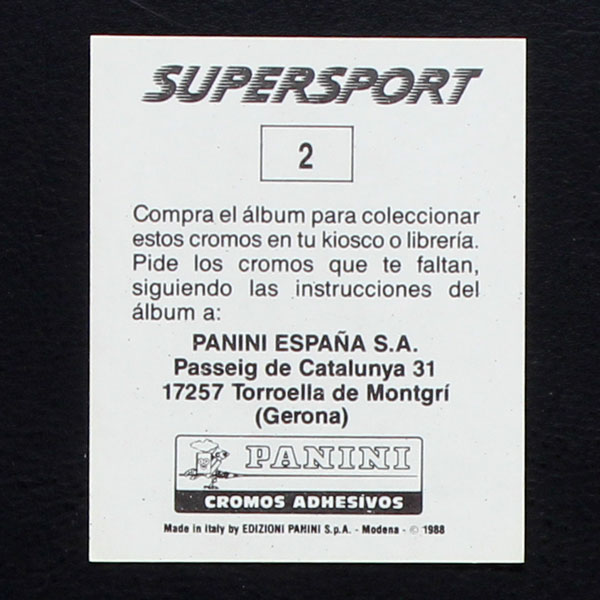 SUPERSPORT
2
Compra el álbum para coleccionar
estos cromos en tu kiosco o librería.
Pide los cromos que te faltan,
siguiendo las instrucciones del
álbum a:
PANINI ESPAÑA S.A.
Passeig de Catalunya 31
17257 Torroella de Montgrí
(Gerona)
PANINI
CROMOS ADHESÍVOS
Made in Italy by EDIZIONI PANINI S.p.A. - Modena - © 1988